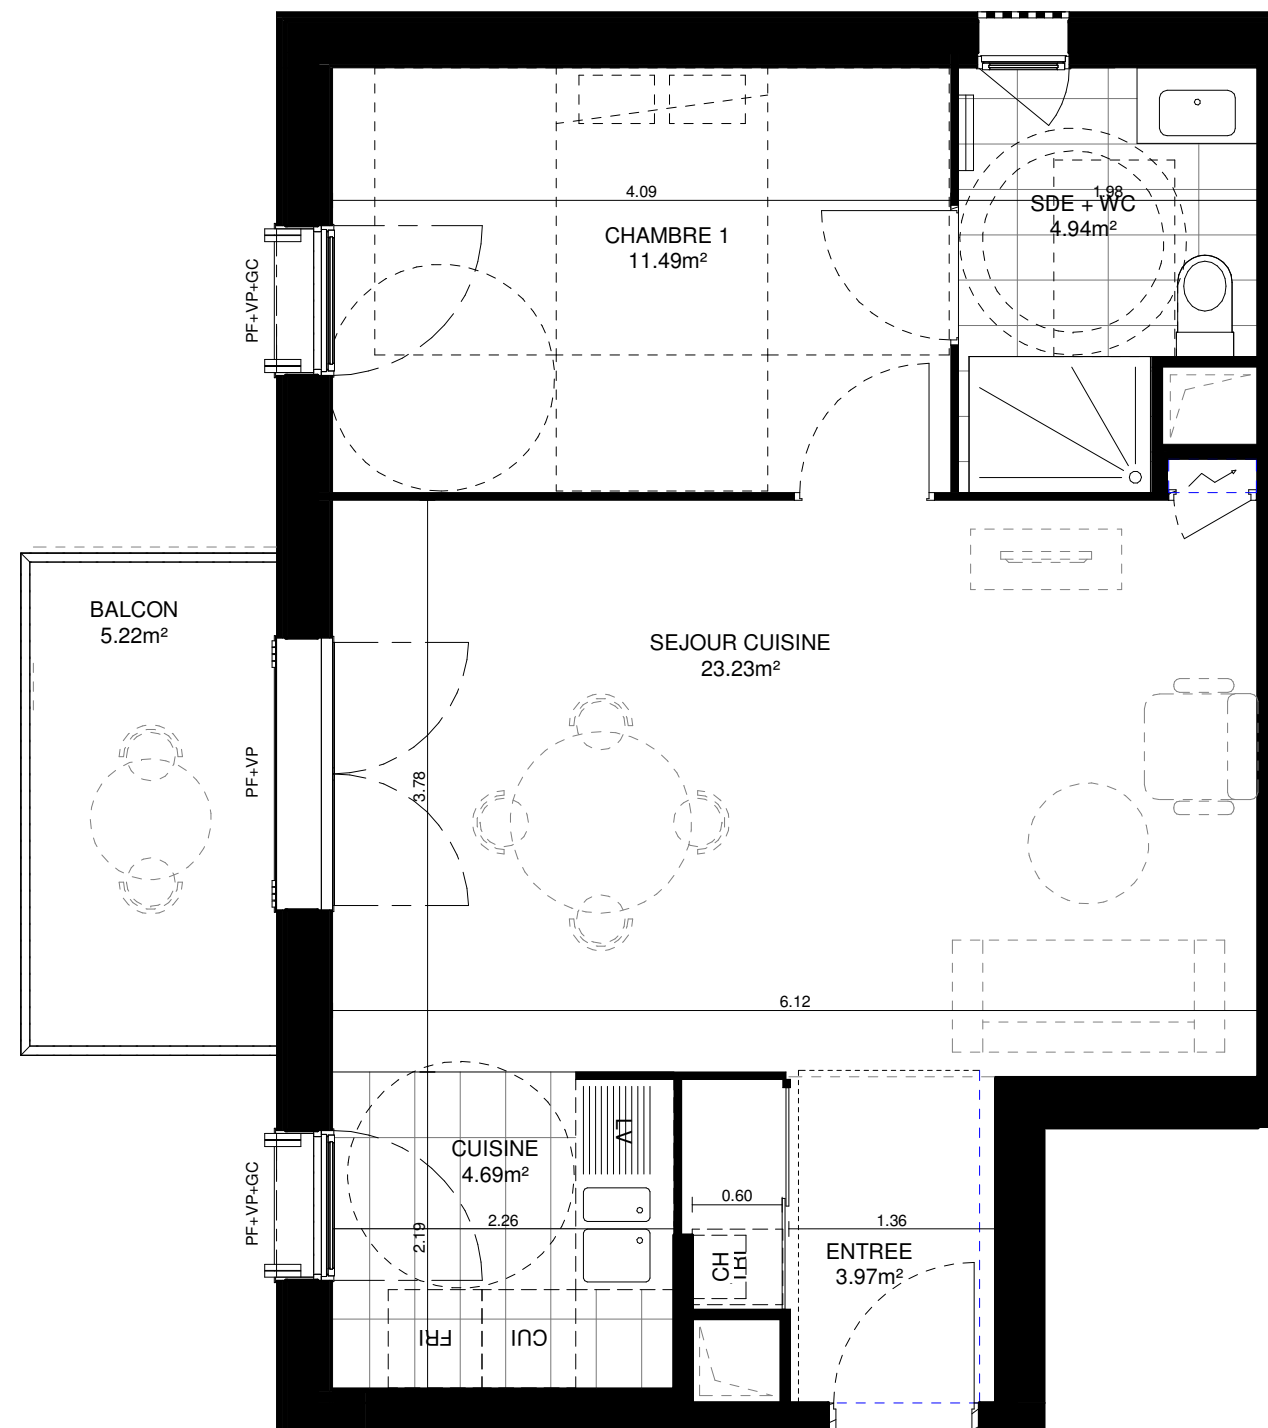 4.09
1.98
SDE + WC
4.94m²
CHAMBRE 1
11.49m²
PF+VP+GC
BALCON
5.22m²
SEJOUR CUISINE
23.23m²
PF+VP
3.78
6.12
LV
CUISINE
4.69m²
PF+VP+GC
2.19
2.26
0.60
1.36
CH
TRI
ENTREE
3.97m²
FRI
CUI